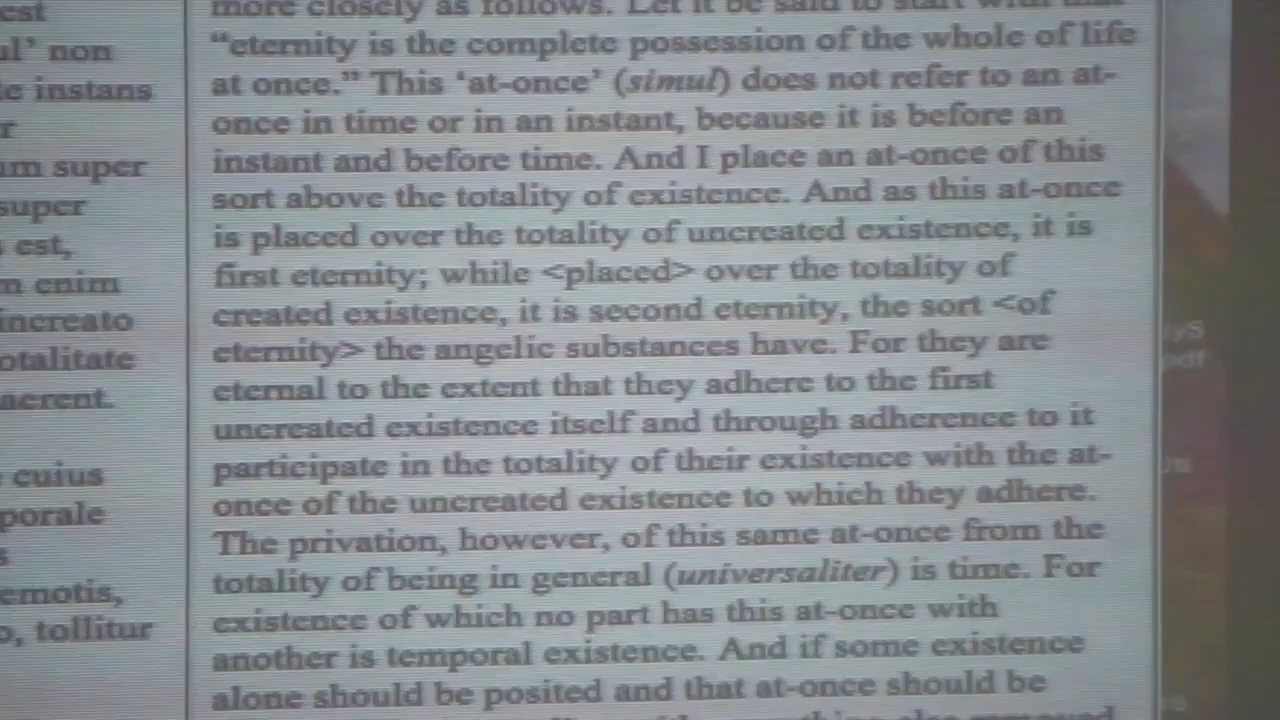 est
ul’ non
e instans
r
um super
super
est,
n enim
increato
otalitate
aerent.
cuius
porale
s
emotis,
o, tollitur
more closely as follows. Let it be said to start with that
“eternity is the complete possession of the whole of life
at once.” This ‘at-once’ (simul) does not refer to an at-
once in time or in an instant, because it is before an
instant and before time. And I place an at-once of this
sort above the totality of existence. And as this at-once
is placed over the totality of uncreated existence, it is
first eternity; while <placed> over the totality of
created existence, it is second eternity, the sort <of
eternity> the angelic substances have. For they are
eternal to the extent that they adhere to the first
uncreated existence itself and through adherence to it
participate in the totality of their existence with the at-
once of the uncreated existence to which they adhere.
The privation, however, of this same at-once from the
totality of being in general (universaliter) is time. For
existence of which no part has this at-once with
another is temporal existence. And if some existence
alone should be posited and that at-once should be